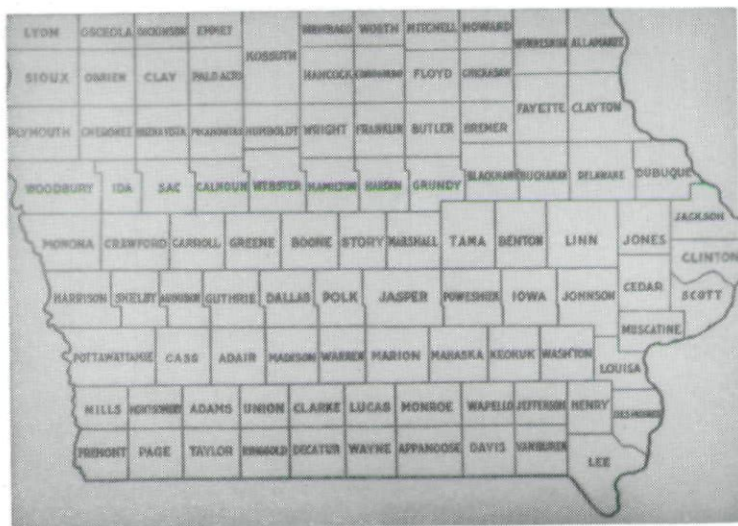 LYON OSCEOLA DICKINSON EMMET WINNEBAGO WORTH MITCHELL HOWARD
KOSSUTH WINNESHIEK ALLAMAKEE
SIOUX O'BRIEN CLAY PALO ALTO HANCOCK FLOYD CHICKASAW
FAYETTE CLAYTON
PLYMOUTH CHEROKEE BUENA VISTA POCAHONTAS HUMBOLDT WRIGHT FRANKLIN BUTLER BREMER
WOODBURY IDA SAC CALHOUN WEBSTER HAMILTON HARDIN GRUNDY BLACKHAWK BUCHANAN DELAWARE DUBUQUE
JACKSON
MONONA CRAWFORD CARROLL GREENE BOONE STORY MARSHALL TAMA BENTON LINN JONES
CLINTON
HARRISON SHELBY AUDUBON GUTHRIE DALLAS POLK JASPER POWESHIEK IOWA JOHNSON CEDAR SCOTT
MUSCATINE
POTTAWATTAMIE CASS ADAIR MADISON WARREN MARION MAHASKA KEOKUK WASH'TON
LOUISA
MILLS MONTGOMERY ADAMS UNION CLARKE LUCAS MONROE WAPELLO JEFFERSON HENRY DES MOINES
FREMONT PAGE TAYLOR RINGGOLD DECATUR WAYNE APPANOOSE DAVIS VAN BUREN
LEE